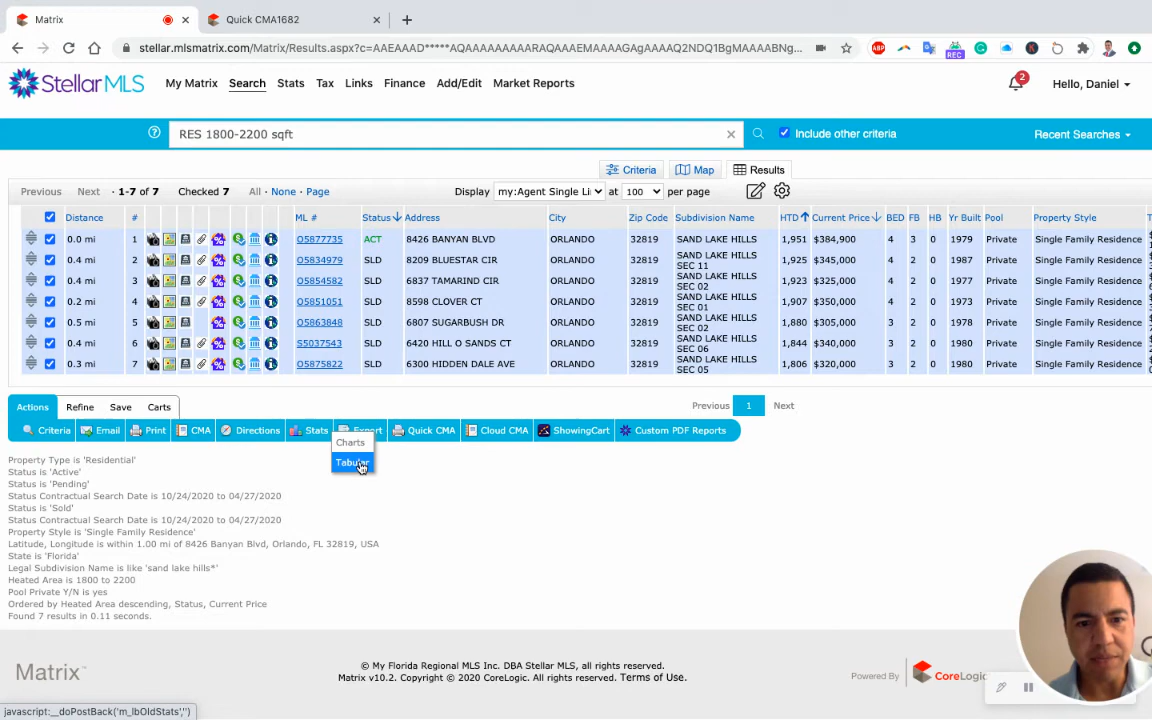 Matrix
Quick CMA1682
stellar.mlsmatrix.com/Matrix/Results.aspx?c=AAEAAAD*****AQAAAAAAAAARAQAAAEMAAAAGAgAAAAQ2NDQ1BgMAAAABNg...
ABP
REC
StellarMLS
My Matrix Search Stats Tax Links Finance Add/Edit Market Reports
2
Hello, Daniel
RES 1800-2200 sqft
Include other criteria
Recent Searches
Criteria Map Results
Previous Next · 1-7 of 7 Checked 7 All · None · Page Display my:Agent Single Li at 100 per page
Distance # ML # Status Address City Zip Code Subdivision Name HTD Current Price BED FB HB Yr Built Pool Property Style
0.0 mi 1 O5877735 ACT 8426 BANYAN BLVD ORLANDO 32819 SAND LAKE HILLS 1,951 $384,900 4 3 0 1979 Private Single Family Residence
0.4 mi 2 O5834979 SLD 8209 BLUESTAR CIR ORLANDO 32819 SAND LAKE HILLS SEC 11 1,925 $345,000 4 2 0 1987 Private Single Family Residence
0.4 mi 3 O5854582 SLD 6837 TAMARIND CIR ORLANDO 32819 SAND LAKE HILLS SEC 02 1,923 $325,000 4 2 0 1978 Private Single Family Residence
0.2 mi 4 O5851051 SLD 8598 CLOVER CT ORLANDO 32819 SAND LAKE HILLS SEC 01 1,907 $350,000 4 2 0 1973 Private Single Family Residence
0.5 mi 5 O5863848 SLD 6807 SUGARBUSH DR ORLANDO 32819 SAND LAKE HILLS SEC 02 1,880 $305,000 3 2 0 1978 Private Single Family Residence
0.4 mi 6 S5037543 SLD 6420 HILL O SANDS CT ORLANDO 32819 SAND LAKE HILLS SEC 06 1,844 $340,000 3 2 0 1980 Private Single Family Residence
0.3 mi 7 O5875822 SLD 6300 HIDDEN DALE AVE ORLANDO 32819 SAND LAKE HILLS SEC 05 1,806 $320,000 3 2 0 1980 Private Single Family Residence
Actions Refine Save Carts
Previous 1 Next
Criteria Email Print CMA Directions Stats Export Quick CMA Cloud CMA ShowingCart Custom PDF Reports
Charts
Tabular
Property Type is 'Residential'
Status is 'Active'
Status is 'Pending'
Status Contractual Search Date is 10/24/2020 to 04/27/2020
Status is 'Sold'
Status Contractual Search Date is 10/24/2020 to 04/27/2020
Property Style is 'Single Family Residence'
Latitude, Longitude is within 1.00 mi of 8426 Banyan Blvd, Orlando, FL 32819, USA
State is 'Florida'
Legal Subdivision Name is like 'sand lake hills*'
Heated Area is 1800 to 2200
Pool Private Y/N is yes
Ordered by Heated Area descending, Status, Current Price
Found 7 results in 0.11 seconds.
Matrix™
© My Florida Regional MLS Inc. DBA Stellar MLS, all rights reserved.
Matrix v10.2. Copyright © 2020 CoreLogic. All rights reserved. Terms of Use.
Powered By
CoreLogic
javascript:__doPostBack('m_lbOldStats','')